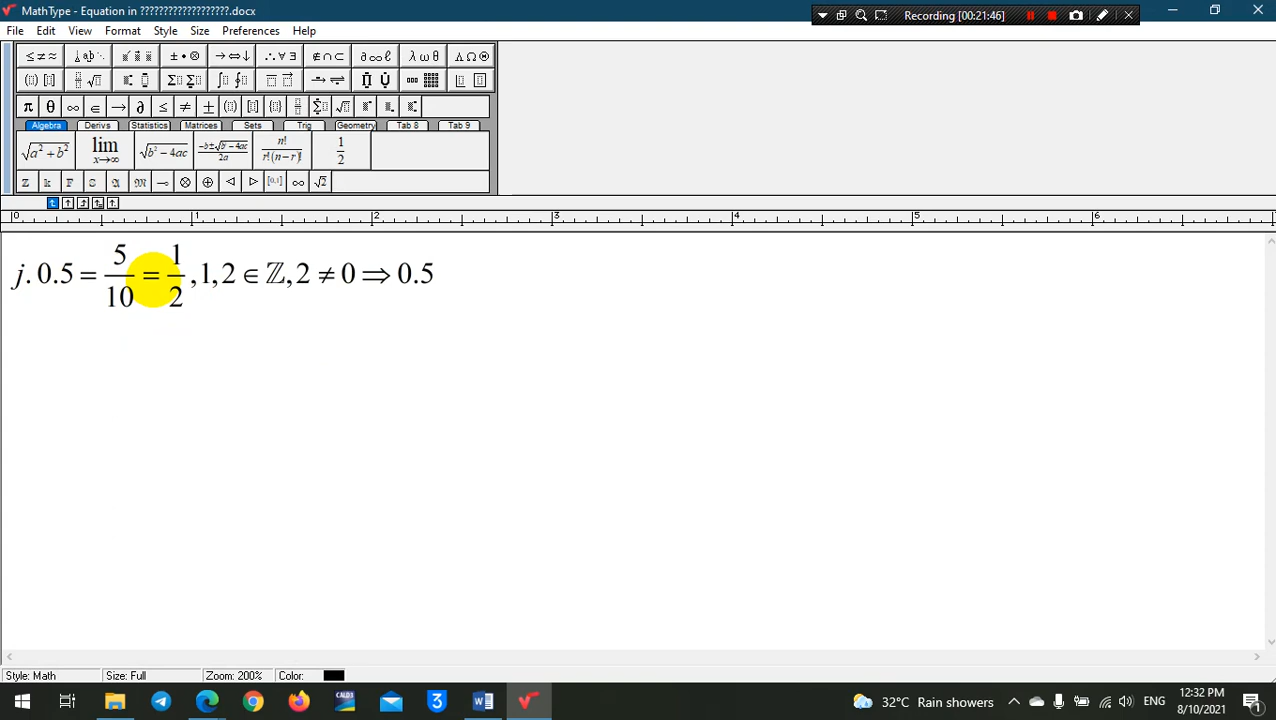 MathType - Equation in ??????????????????.docx
Recording [00:21:46]
File Edit View Format Style Size Preferences Help
Algebra Derivs Statistics Matrices Sets Trig Geometry Tab 8 Tab 9
0 1 2 3 4 5 6
j. 0.5 = 5/10 = 1/2 , 1, 2 ∈ ℤ, 2 ≠ 0 ⇒ 0.5
Style: Math Size: Full Zoom: 200% Color:
32°C Rain showers ENG 12:32 PM
8/10/2021